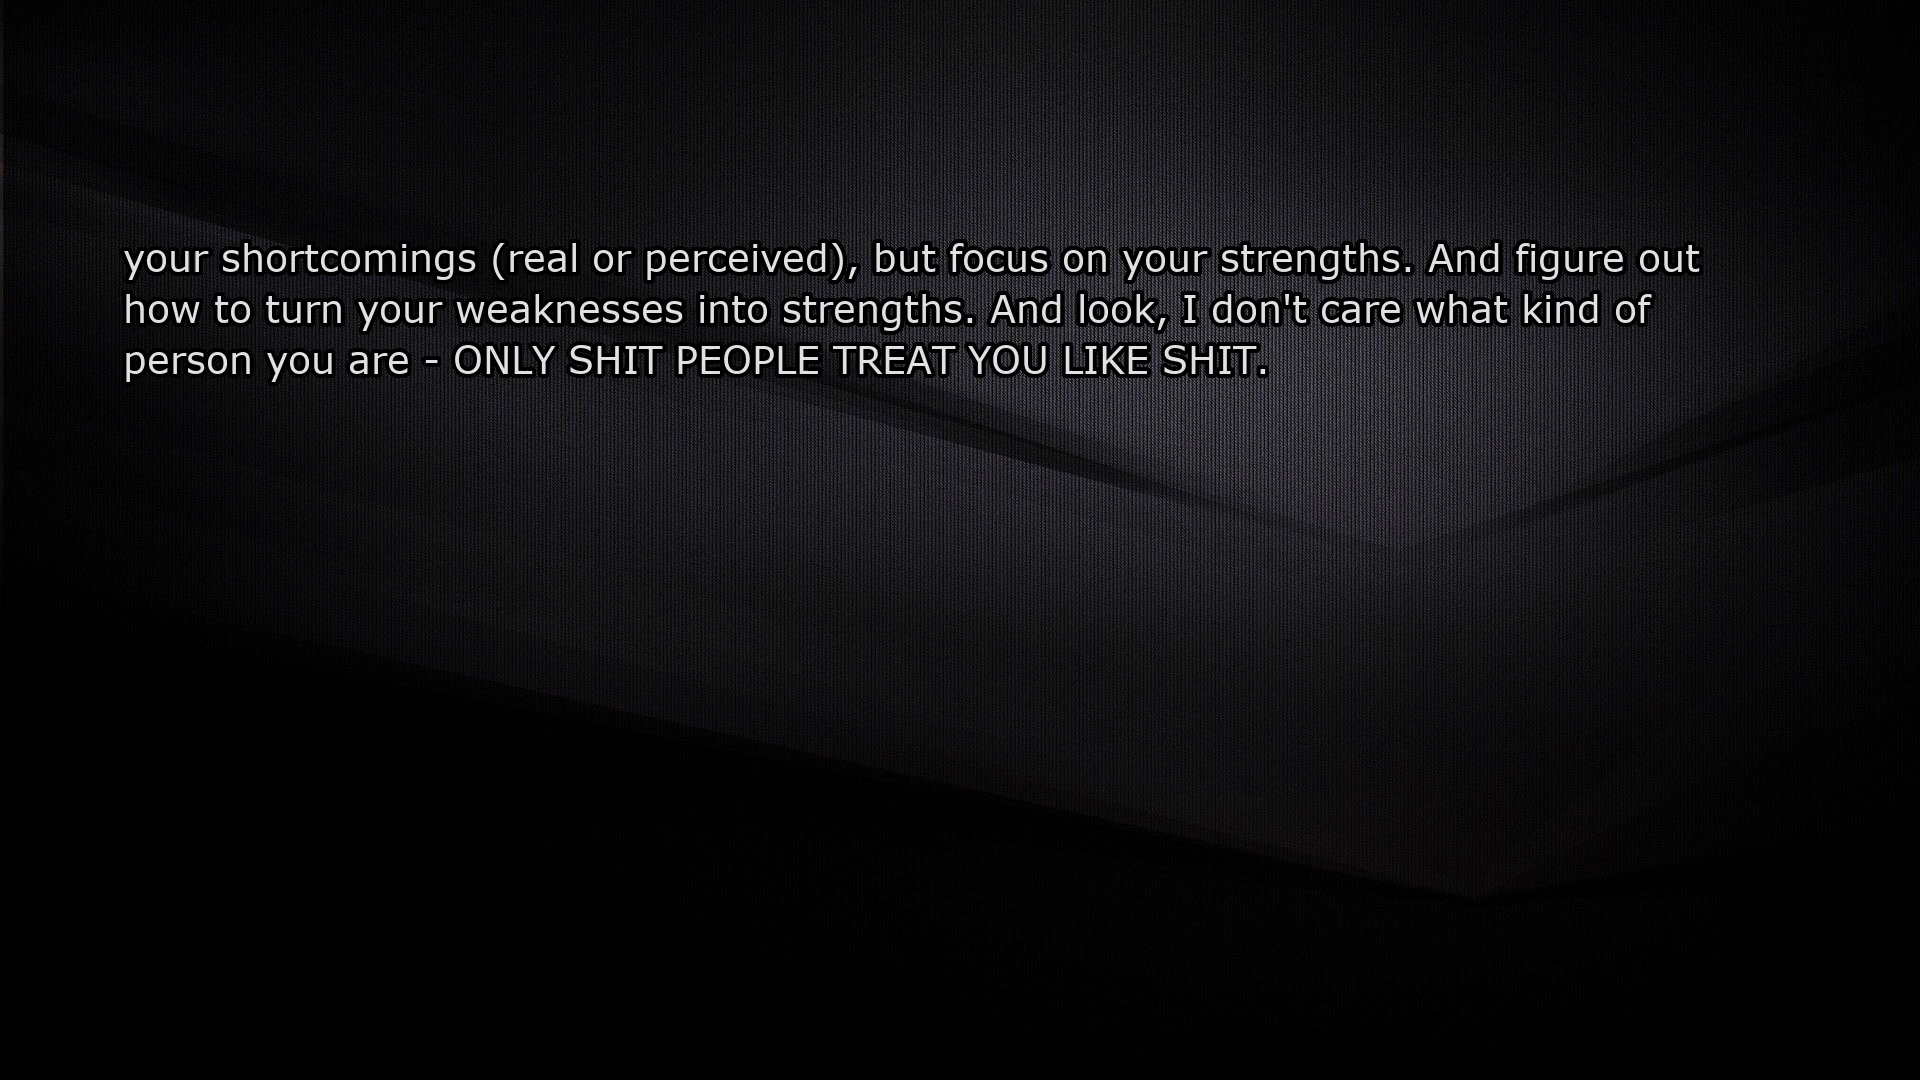 your shortcomings (real or perceived), but focus on your strengths. And figure out
how to turn your weaknesses into strengths. And look, I don't care what kind of
person you are - ONLY SHIT PEOPLE TREAT YOU LIKE SHIT.